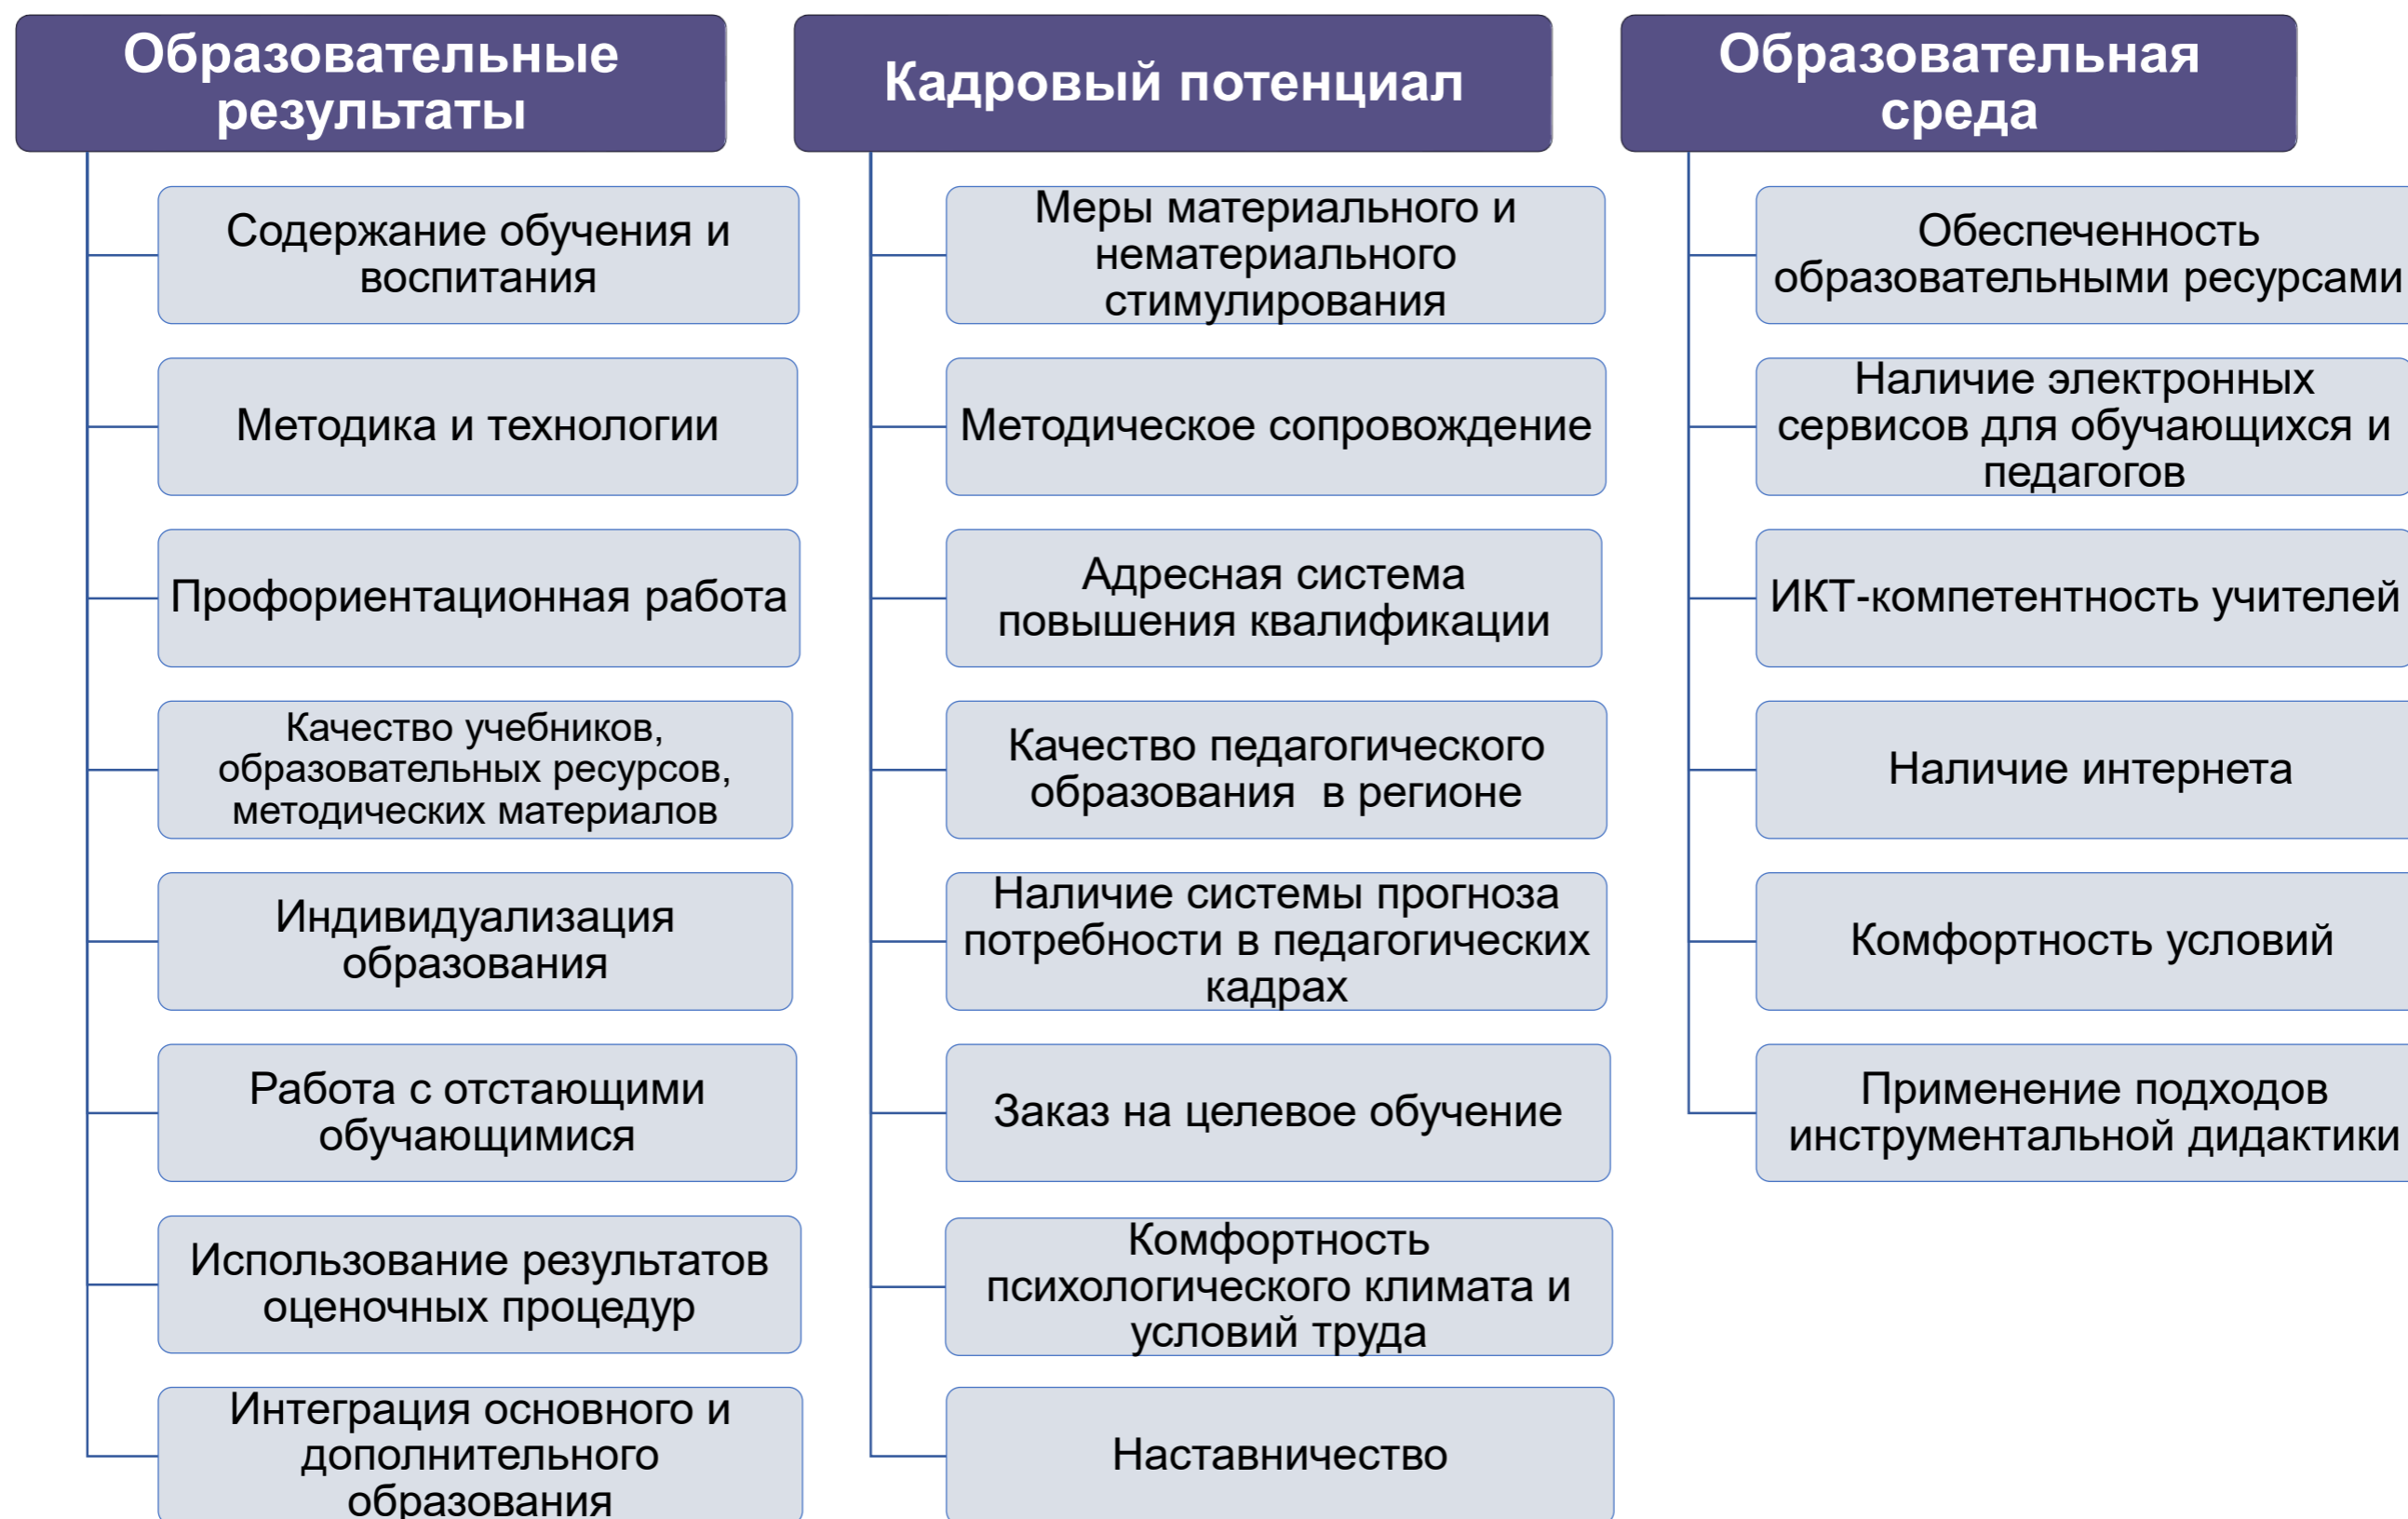 Образовательные
результаты
Содержание обучения и
воспитания
Методика и технологии
Профориентационная работа
Качество учебников,
образовательных ресурсов,
методических материалов
Индивидуализация
образования
Работа с отстающими
обучающимися
Использование результатов
оценочных процедур
Интеграция основного и
дополнительного
образования
Кадровый потенциал
Меры материального и
нематериального
стимулирования
Методическое сопровождение
Адресная система
повышения квалификации
Качество педагогического
образования  в регионе
Наличие системы прогноза
потребности в педагогических
кадрах
Заказ на целевое обучение
Комфортность
психологического климата и
условий труда
Наставничество
Образовательная
среда
Обеспеченность
образовательными ресурсами
Наличие электронных
сервисов для обучающихся и
педагогов
ИКТ-компетентность учителей
Наличие интернета
Комфортность условий
Применение подходов
инструментальной дидактики